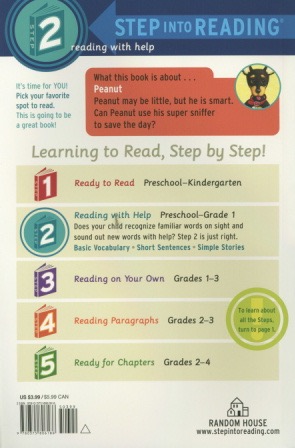 STEP 2
STEP INTO READING®
reading with help
It's time for YOU!
Pick your favorite
spot to read.
This is going to be
a great book!
What this book is about . . .
Peanut
Peanut may be little, but he is smart.
Can Peanut use his super sniffer
to save the day?
Learning to Read, Step by Step!
STEP 1 Ready to Read Preschool–Kindergarten
STEP 2 Reading with Help Preschool–Grade 1
Does your child recognize familiar words on sight and
sound out new words with help? Step 2 is just right.
Basic Vocabulary • Short Sentences • Simple Stories
STEP 3 Reading on Your Own Grades 1–3
STEP 4 Reading Paragraphs Grades 2–3
STEP 5 Ready for Chapters Grades 2–4
To learn about
all the Steps,
turn to page 1.
US $3.99 / $5.99 CAN
RANDOM HOUSE
www.stepintoreading.com